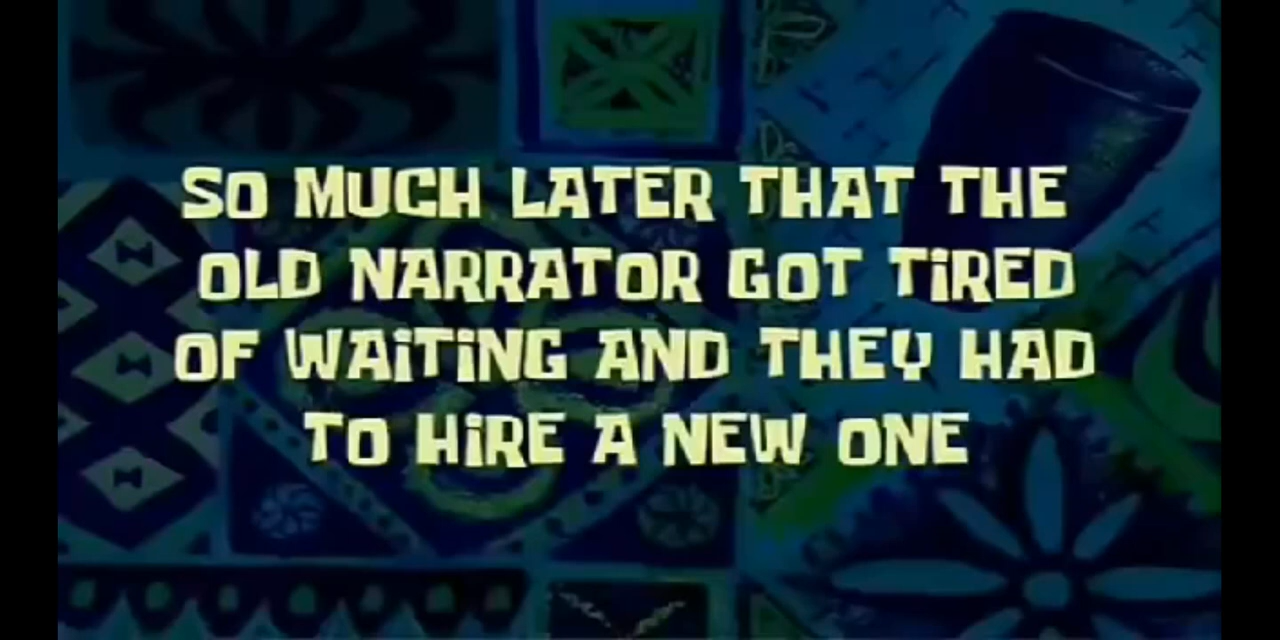 SO MUCH LATER THAT THE
OLD NARRATOR GOT TiRED
OF WAiTiNG AND THEY HAD
TO HiRE A NEW ONE